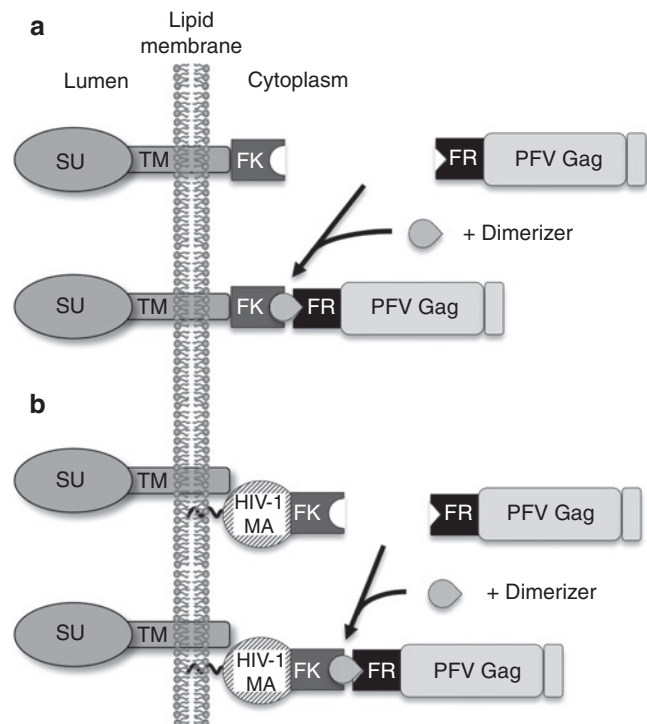 a
Lipid
membrane
Lumen
Cytoplasm
SU TM FK FR PFV Gag
+ Dimerizer
SU TM FK FR PFV Gag
b
SU TM
HIV-1
MA
FK FR PFV Gag
+ Dimerizer
SU TM
HIV-1
MA
FK FR PFV Gag